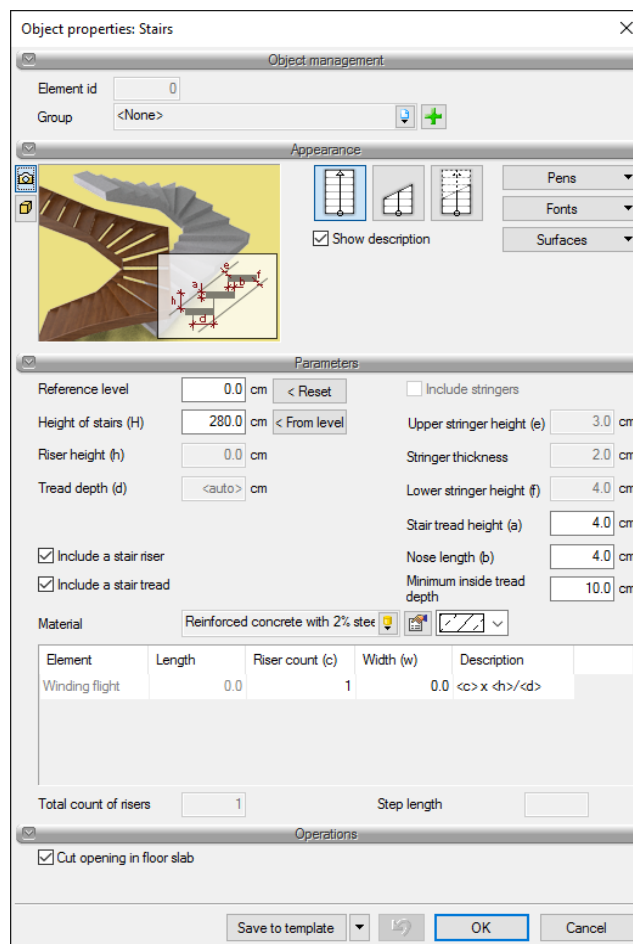 Object properties: Stairs
Object management
Element id 0
Group <None>
Appearance
Pens
Fonts
Show description Surfaces
e
f
a
b
h
d
Parameters
Reference level 0.0 cm < Reset Include stringers
Height of stairs (H) 280.0 cm < From level Upper stringer height (e) 3.0 cm
Riser height (h) 0.0 cm Stringer thickness 2.0 cm
Tread depth (d) <auto> cm Lower stringer height (f) 4.0 cm
Stair tread height (a) 4.0 cm
Include a stair riser Nose length (b) 4.0 cm
Include a stair tread Minimum inside tread depth 10.0 cm
Material Reinforced concrete with 2% stee
Element Length Riser count (c) Width (w) Description
Winding flight 0.0 1 0.0 <c> x <h>/<d>
Total count of risers 1 Step length
Operations
Cut opening in floor slab
Save to template OK Cancel